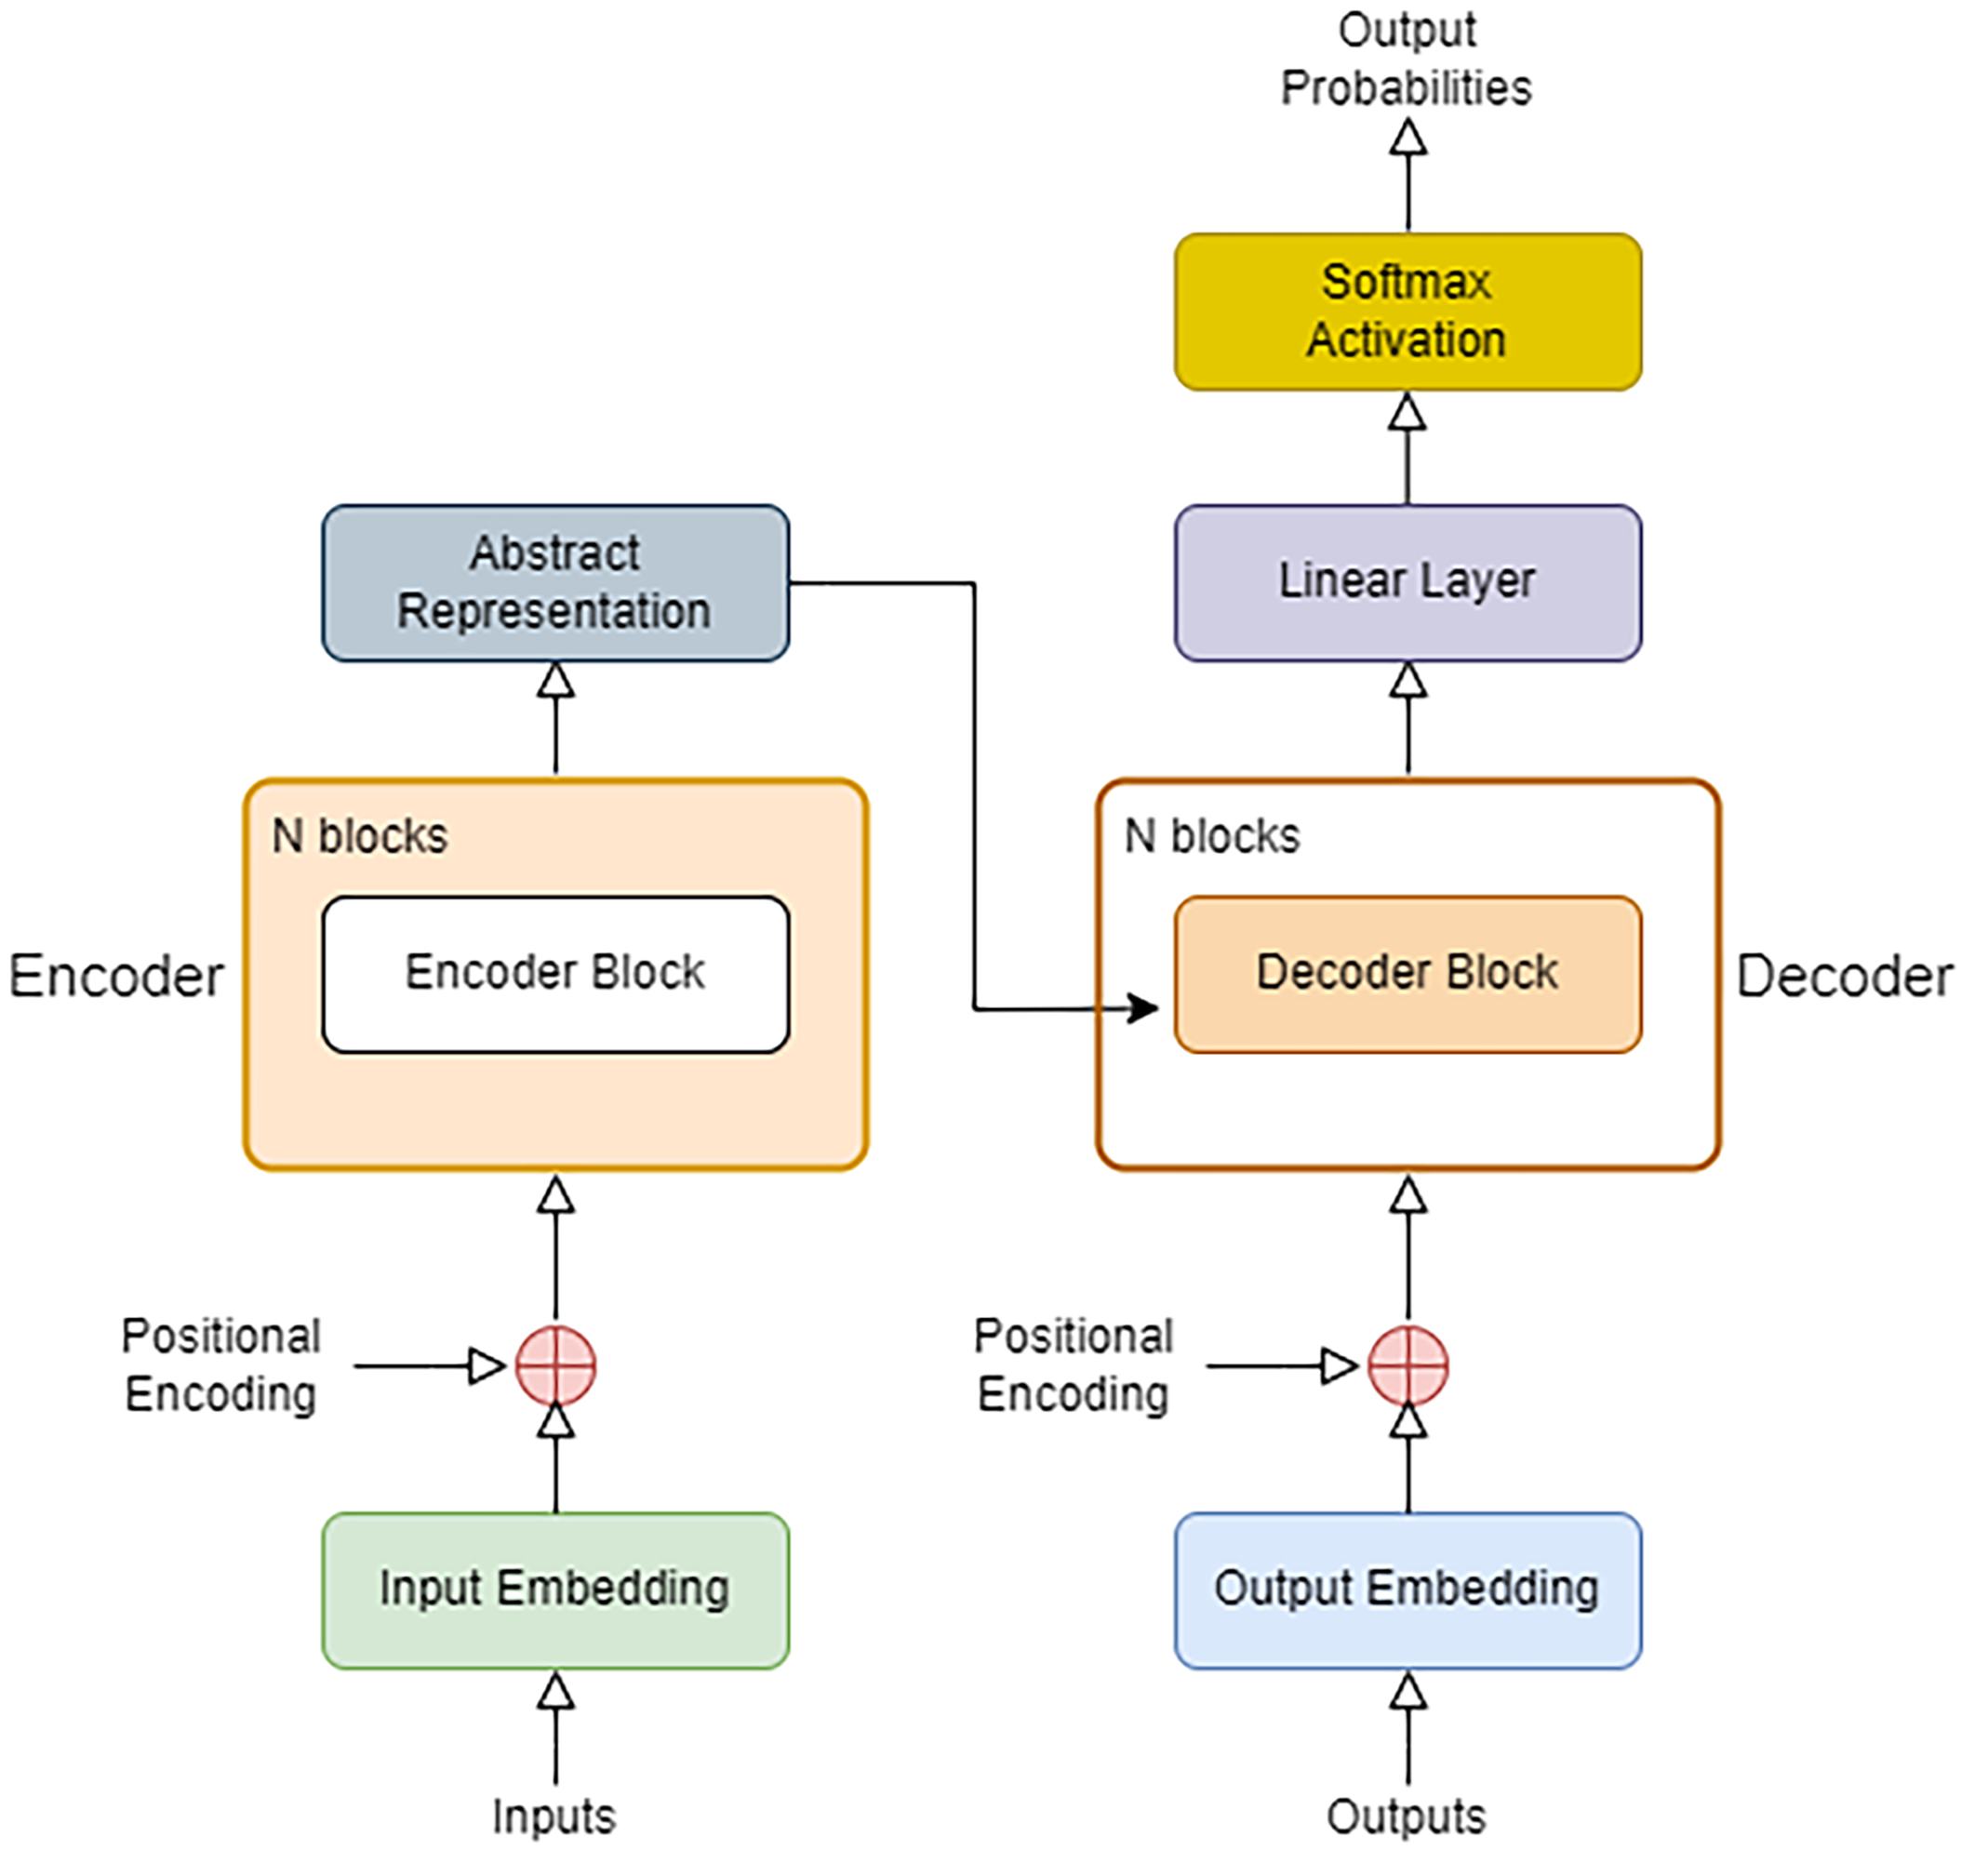 Output
Probabilities
Softmax
Activation
Abstract
Representation
Linear Layer
N blocks
N blocks
Encoder
Encoder Block
Decoder Block
Decoder
Positional
Encoding
Positional
Encoding
Input Embedding
Output Embedding
Inputs
Outputs